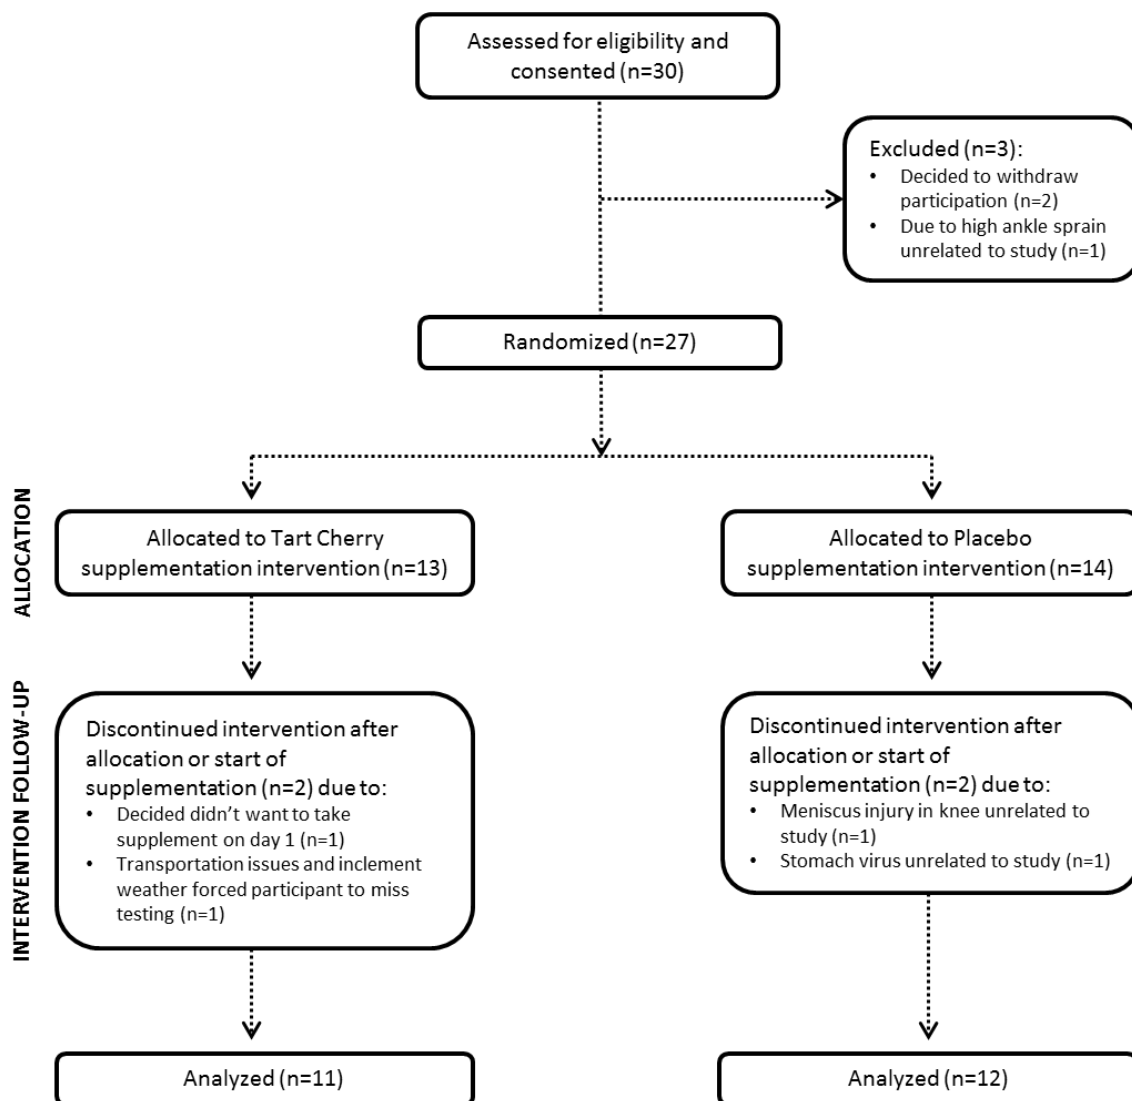 Assessed for eligibility and
consented (n=30)
Excluded (n=3):
• Decided to withdraw
participation (n=2)
• Due to high ankle sprain
unrelated to study (n=1)
Randomized (n=27)
ALLOCATION
Allocated to Tart Cherry
supplementation intervention (n=13)
Allocated to Placebo
supplementation intervention (n=14)
INTERVENTION FOLLOW-UP
Discontinued intervention after
allocation or start of
supplementation (n=2) due to:
• Decided didn't want to take
supplement on day 1 (n=1)
• Transportation issues and inclement
weather forced participant to miss
testing (n=1)
Discontinued intervention after
allocation or start of
supplementation (n=2) due to:
• Meniscus injury in knee unrelated to
study (n=1)
• Stomach virus unrelated to study (n=1)
Analyzed (n=11)
Analyzed (n=12)